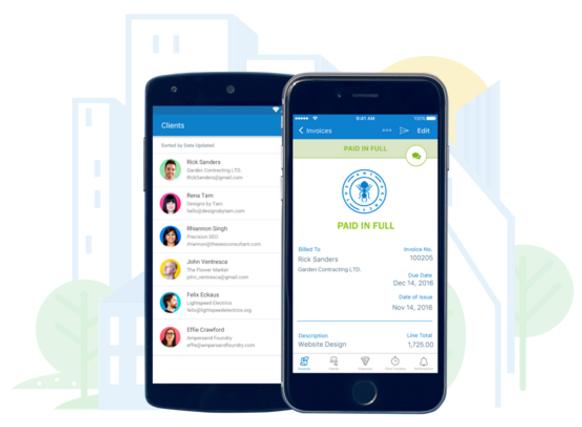 Clients
Sorted by Date Updated
Rick Sanders
Garden Contracting LTD.
RickSanders@gmail.com
Rena Tam
Designs by Tam
hello@designsbytam.com
Rhiannon Singh
Precision SEO
rhiannon@theseoconsultant.com
John Ventresca
The Flower Market
john_ventresca@gmail.com
Felix Eckaus
Lightspeed Electrics
felix@lightspeedelectrics.org
Effie Crawford
Ampersand Foundry
effie@ampersandfoundry.com
9:41 AM
100%
Invoices
Edit
PAID IN FULL
PAID IN FULL
Billed To
Rick Sanders
Garden Contracting LTD.
Invoice No.
100205
Due Date
Dec 14, 2016
Date of Issue
Nov 14, 2016
Description
Line Total
Website Design
1,725.00